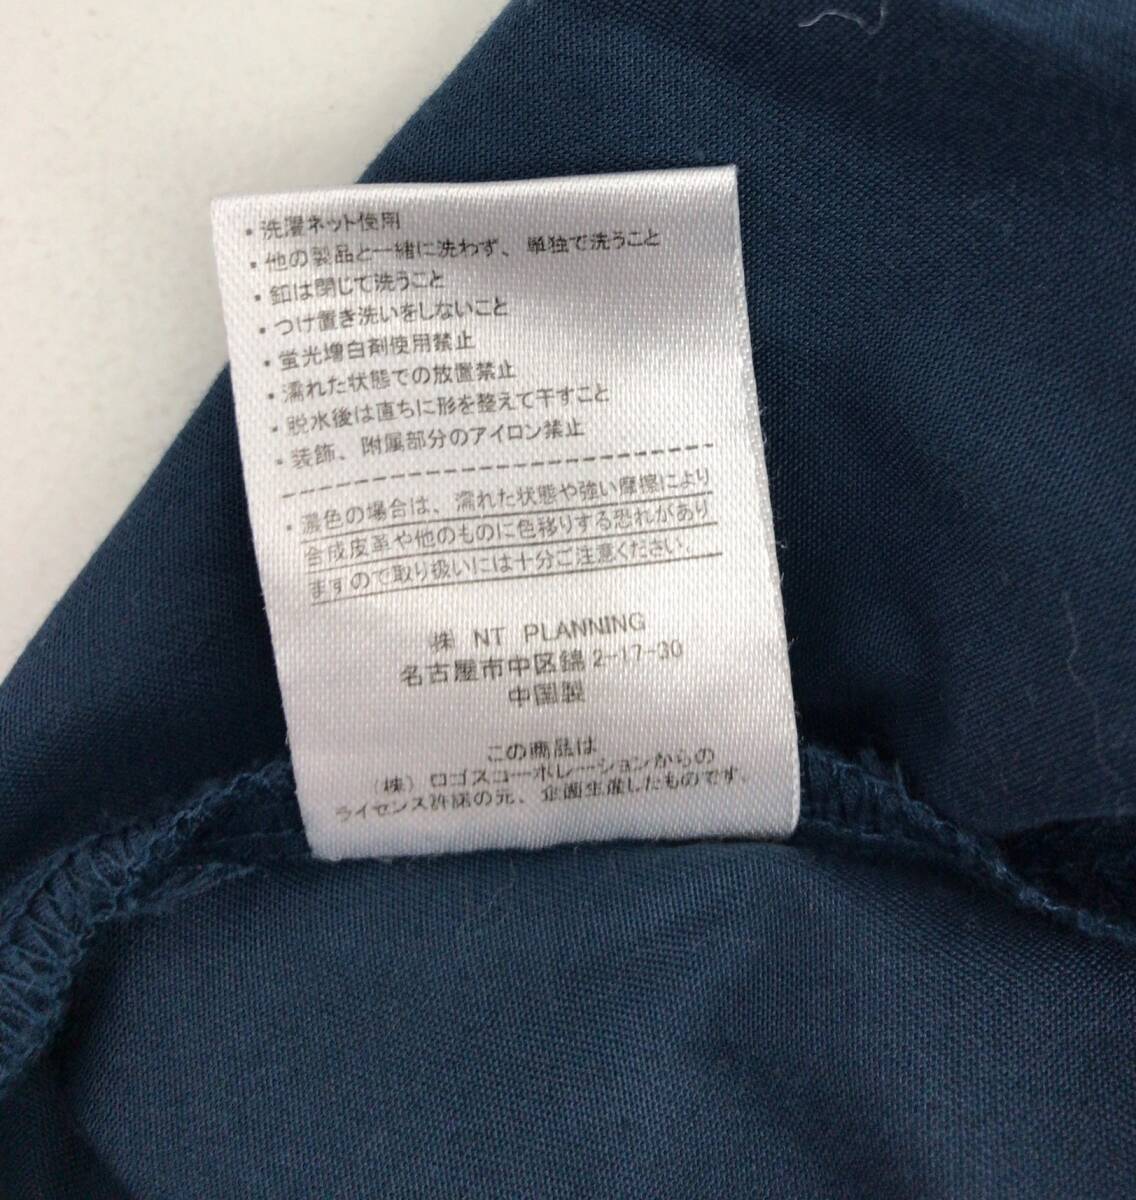 ・洗濯ネット使用
・他の製品と一緒に洗わず、単独で洗うこと
・釦は閉じて洗うこと
・つけ置き洗いをしないこと
・蛍光増白剤使用禁止
・濡れた状態での放置禁止
・脱水後は直ちに形を整えて干すこと
・装飾、附属部分のアイロン禁止
・濃色の場合は、濡れた状態や強い摩擦により
合成皮革や他のものに色移りする恐れがあり
ますので取り扱いには十分ご注意ください。
㈱ NT PLANNING
名古屋市中区錦2-17-30
中国製
この商品は
（株）ロゴスコーポレーションからの
ライセンス許諾の元、企画生産したものです。